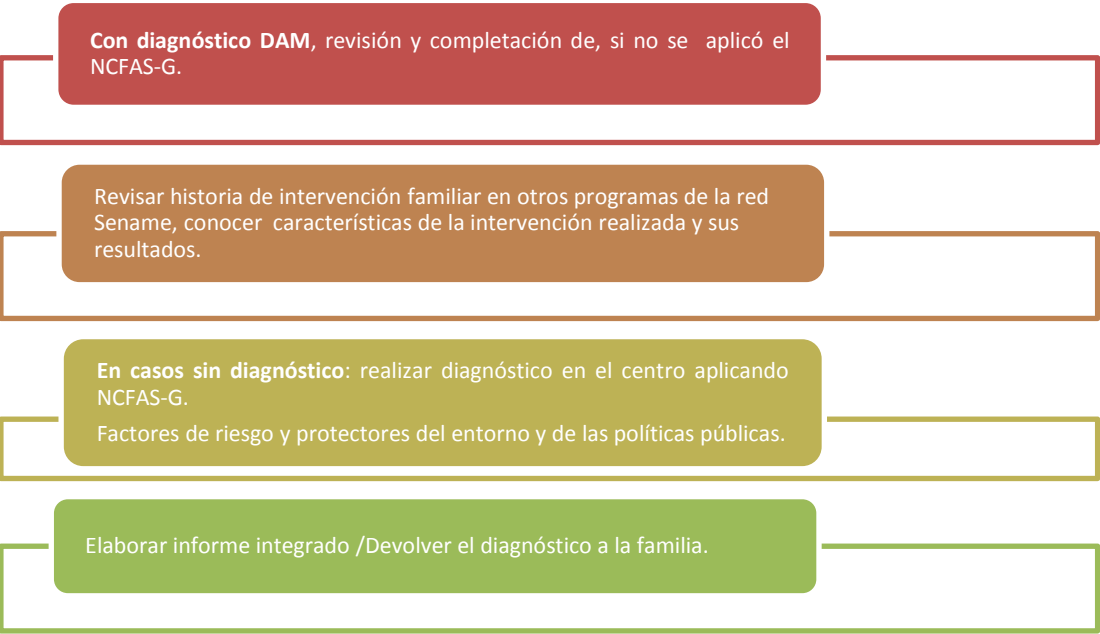 Con diagnóstico DAM, revisión y completación de, si no se aplicó el
NCFAS-G.
Revisar historia de intervención familiar en otros programas de la red
Sename, conocer características de la intervención realizada y sus
resultados.
En casos sin diagnóstico: realizar diagnóstico en el centro aplicando
NCFAS-G.
Factores de riesgo y protectores del entorno y de las políticas públicas.
Elaborar informe integrado /Devolver el diagnóstico a la familia.